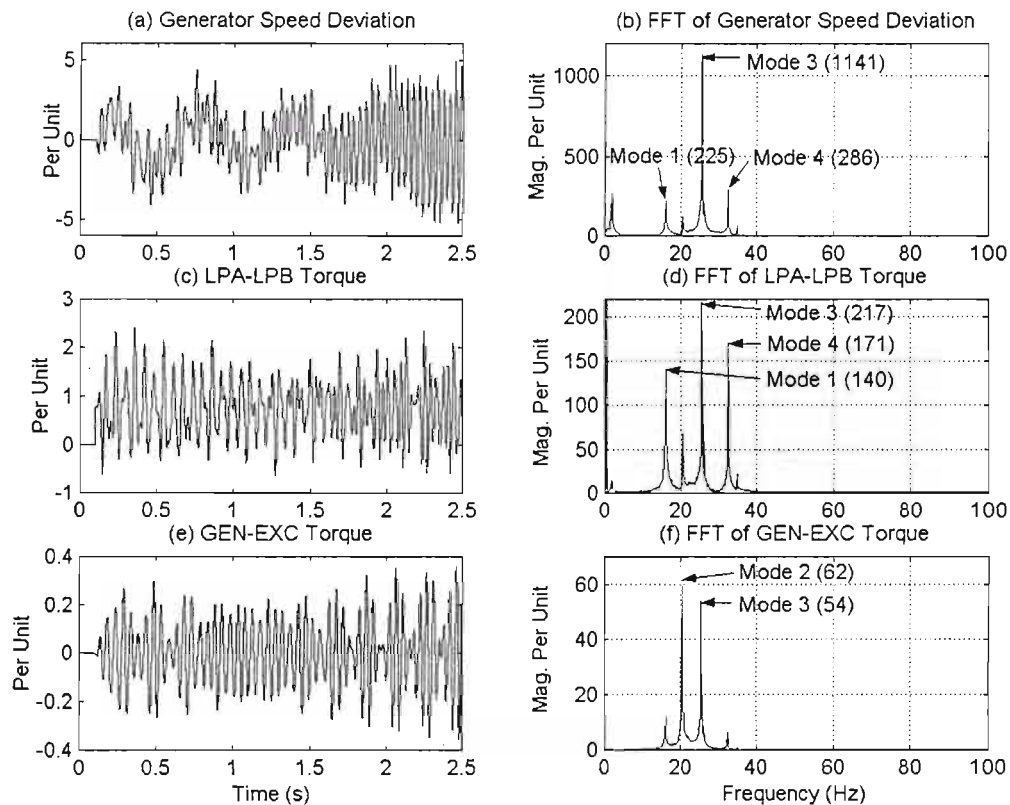 (a) Generator Speed Deviation
5
0
-5
Per Unit
0
0.5
1
1.5
2
2.5
(b) FFT of Generator Speed Deviation
1000
500
0
Mag. Per Unit
Mode 3 (1141)
Mode 1 (225)
Mode 4 (286)
0
20
40
60
80
100
(c) LPA-LPB Torque
3
2
1
0
-1
Per Unit
0
0.5
1
1.5
2
2.5
(d) FFT of LPA-LPB Torque
200
150
100
50
0
Mag. Per Unit
Mode 3 (217)
Mode 4 (171)
Mode 1 (140)
0
20
40
60
80
100
(e) GEN-EXC Torque
0.4
0.2
0
-0.2
-0.4
Per Unit
0
0.5
1
1.5
2
2.5
Time (s)
(f) FFT of GEN-EXC Torque
60
40
20
0
Mag. Per Unit
Mode 2 (62)
Mode 3 (54)
0
20
40
60
80
100
Frequency (Hz)